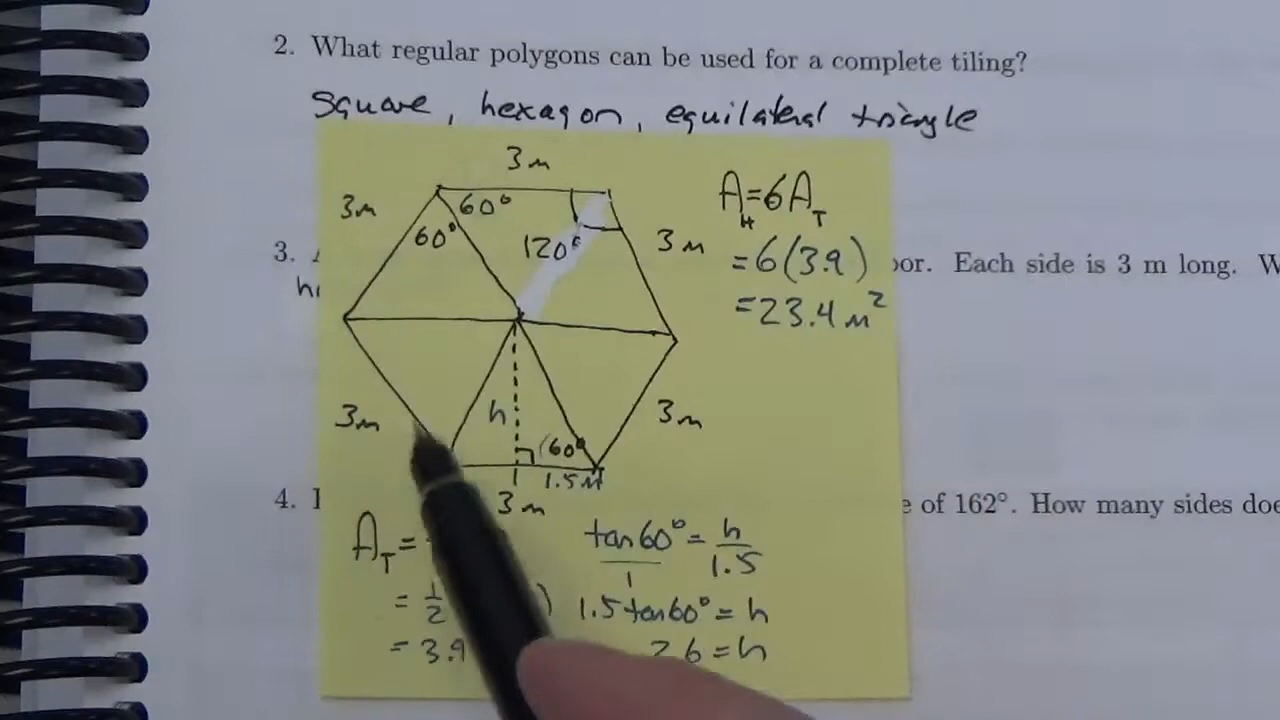 2. What regular polygons can be used for a complete tiling?
Square, hexagon, equilateral triangle
3 m
3m
60°
60°
120°
3 m
A_H=6A_T
=6(3.9)
=23.4 m²
3.
oor. Each side is 3 m long. W
3m
h
(60°
3m
1.5M
3m
4.
e of 162°. How many sides doe
A_T=
tan60° = h
1
1.5
= 1/2
)
1.5tan60° = h
= 3.9
2.6 = h